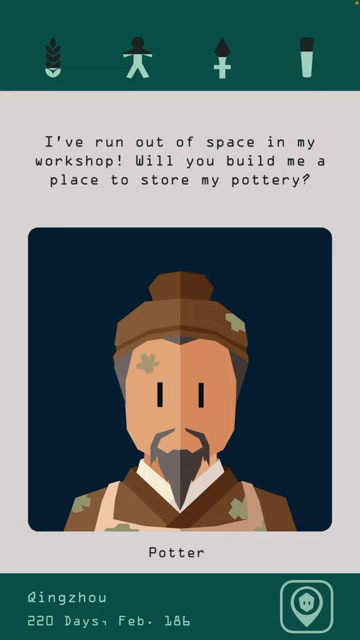 I've run out of space in my
workshop! Will you build me a
place to store my pottery?
Potter
Qingzhou
220 Days, Feb. 186